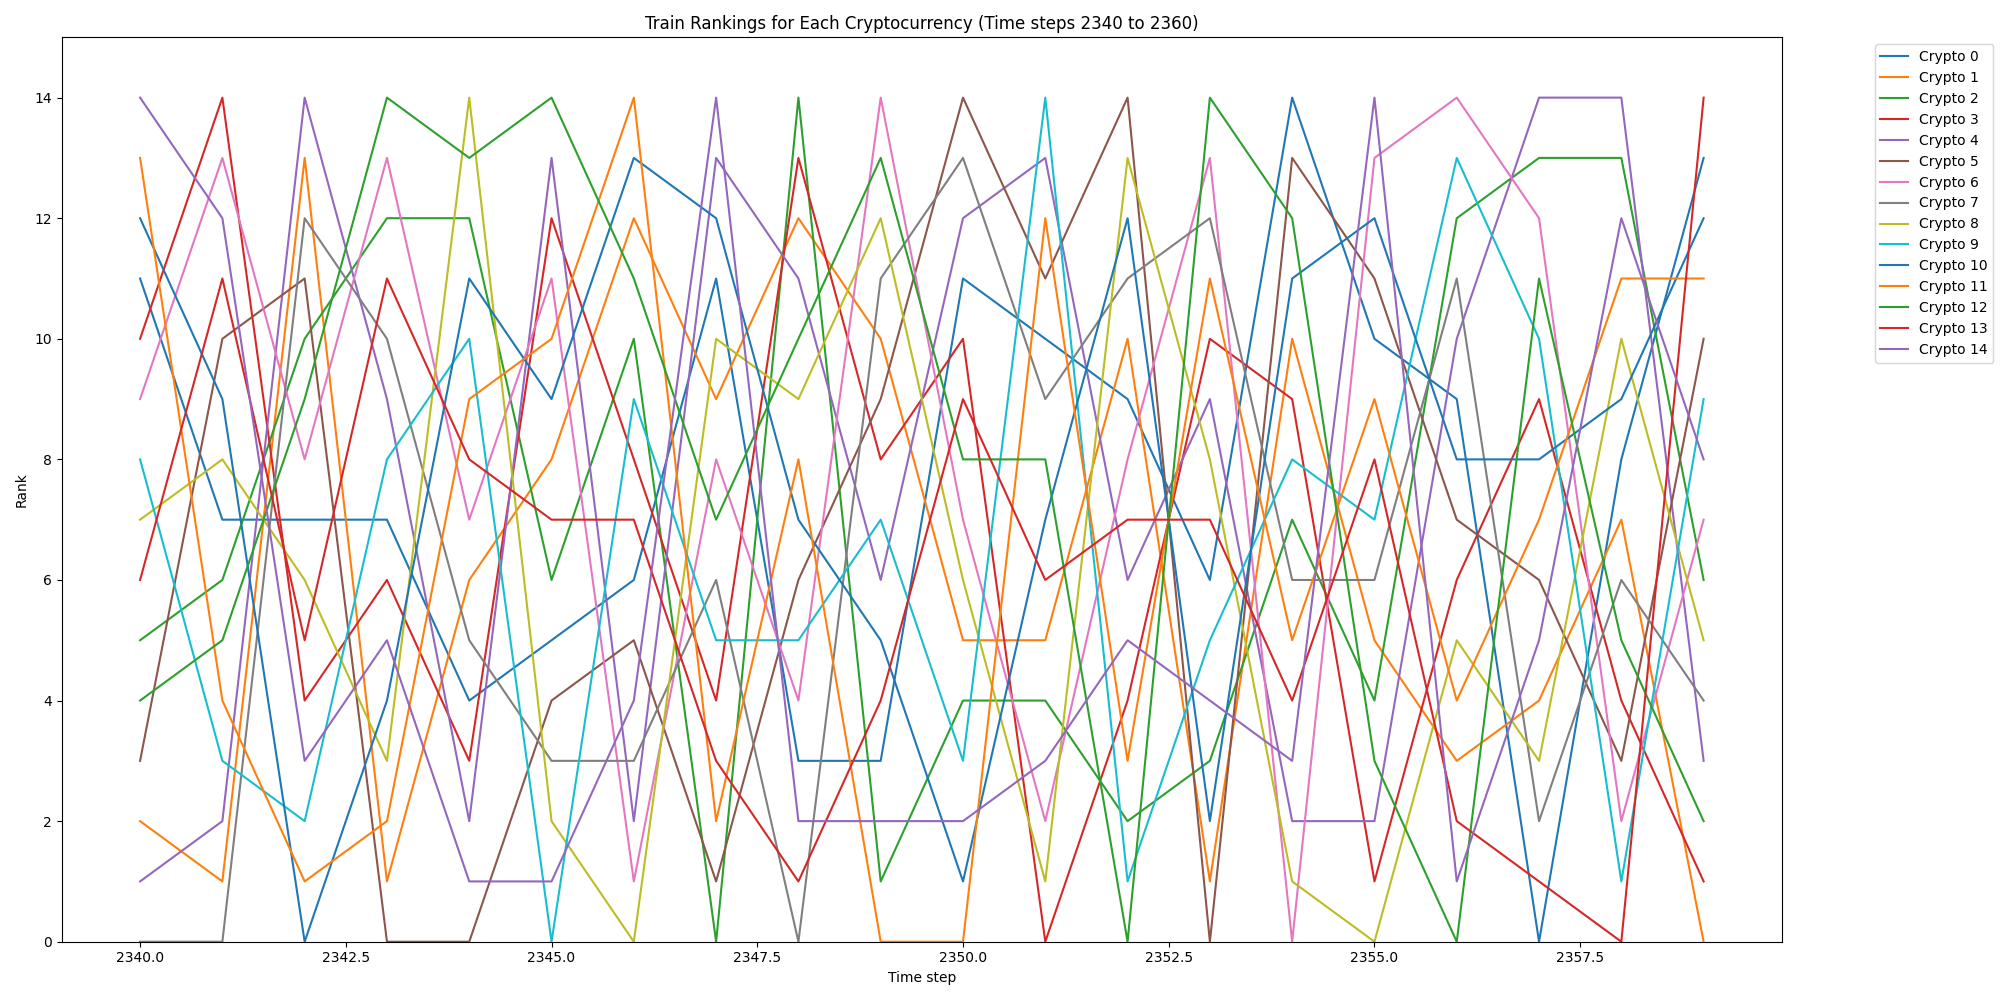 Train Rankings for Each Cryptocurrency (Time steps 2340 to 2360)
Rank
14
12
10
8
6
4
2
0
2340.0 2342.5 2345.0 2347.5 2350.0 2352.5 2355.0 2357.5
Time step
Crypto 0
Crypto 1
Crypto 2
Crypto 3
Crypto 4
Crypto 5
Crypto 6
Crypto 7
Crypto 8
Crypto 9
Crypto 10
Crypto 11
Crypto 12
Crypto 13
Crypto 14